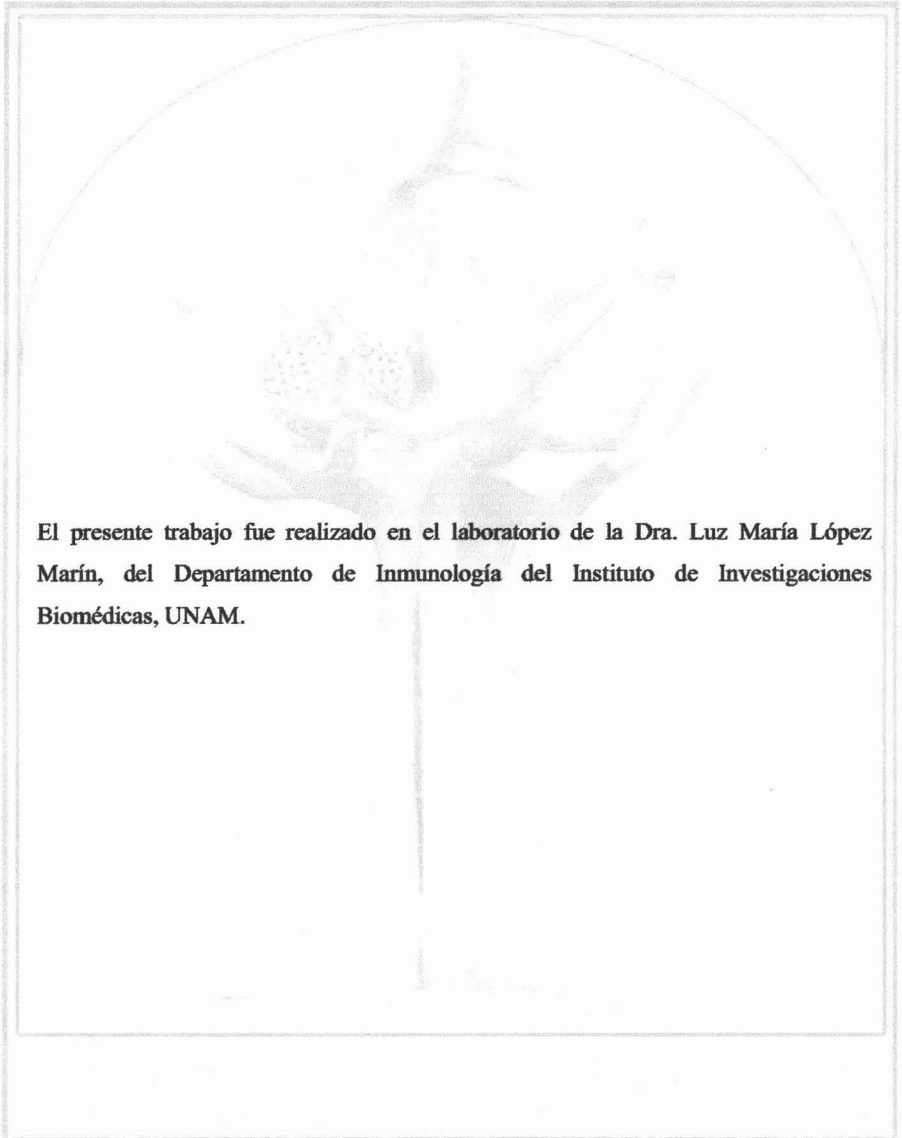 El presente trabajo fue realizado en el laboratorio de la Dra. Luz María López
Marín, del Departamento de Inmunología del Instituto de Investigaciones
Biomédicas, UNAM.